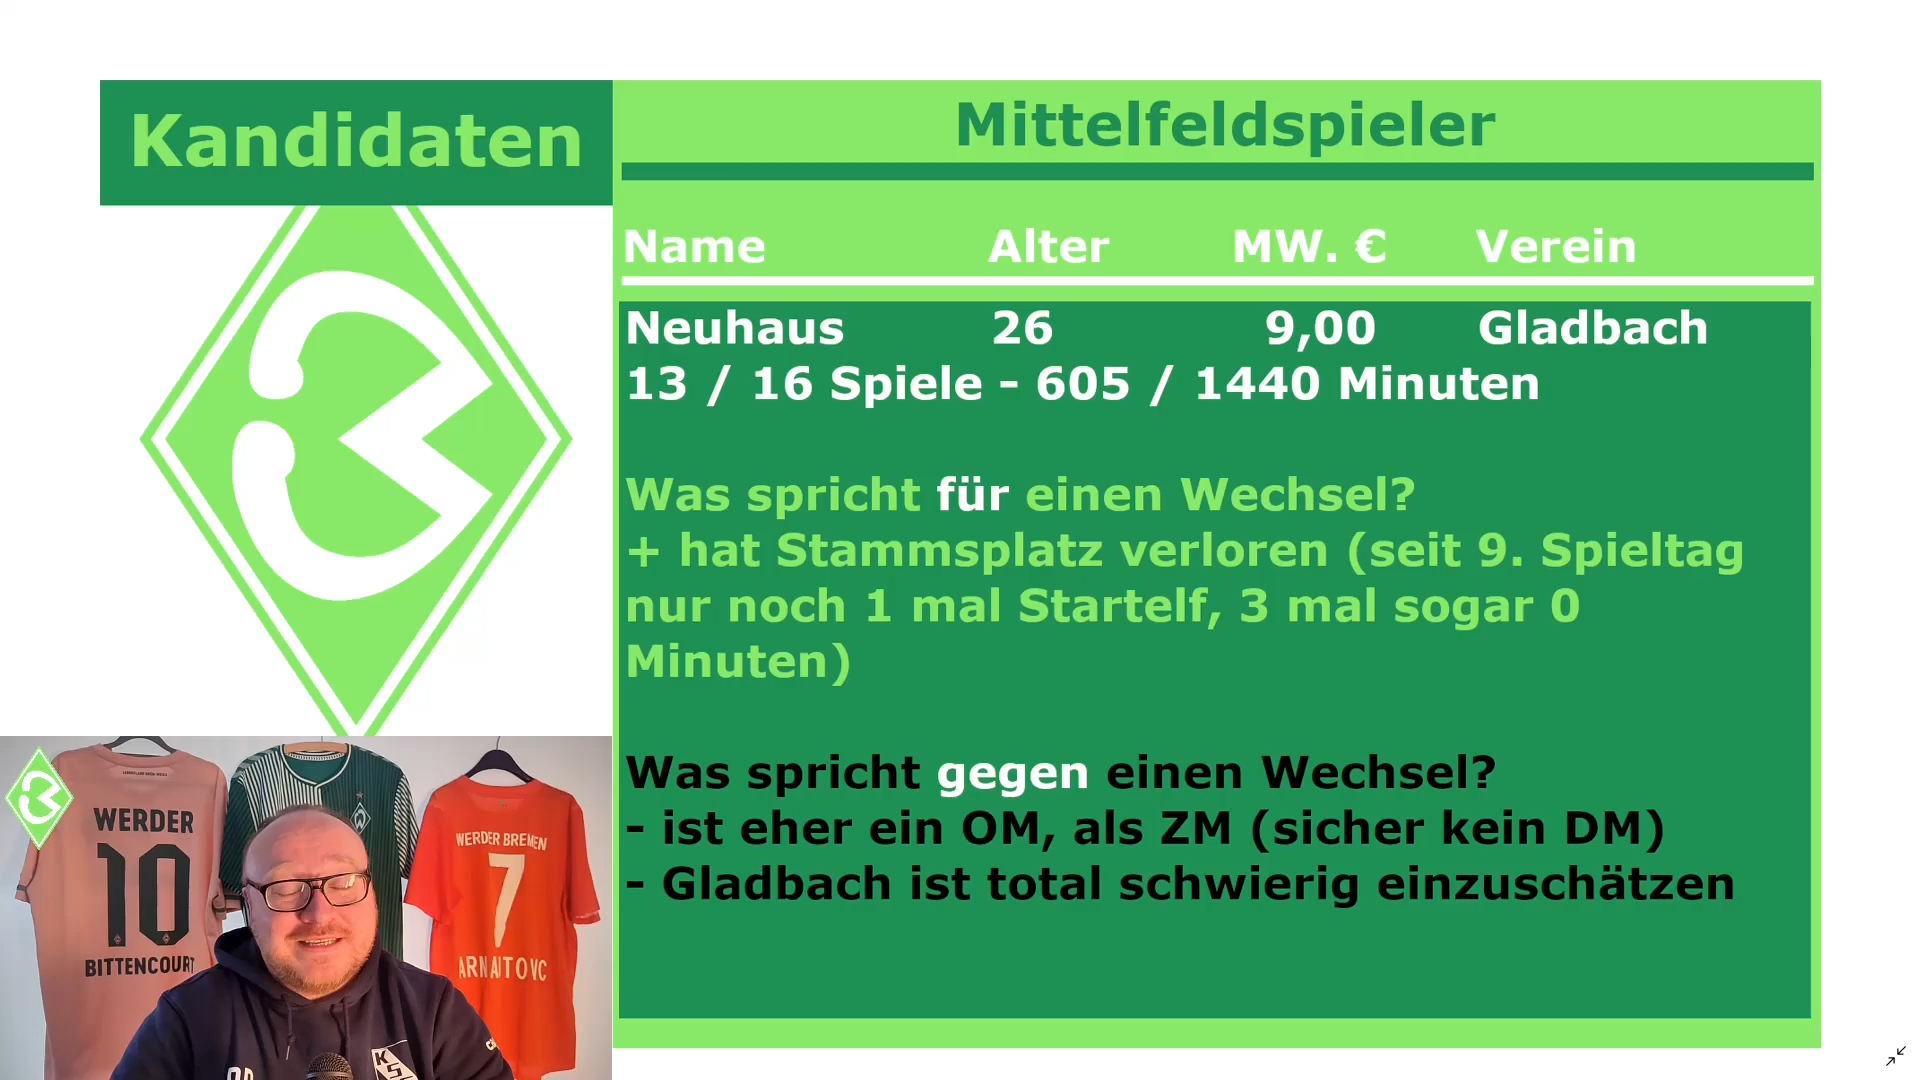 Kandidaten
Mittelfeldspieler
Name Alter MW. € Verein
Neuhaus 26 9,00 Gladbach
13 / 16 Spiele - 605 / 1440 Minuten
Was spricht für einen Wechsel?
+ hat Stammsplatz verloren (seit 9. Spieltag
nur noch 1 mal Startelf, 3 mal sogar 0
Minuten)
Was spricht gegen einen Wechsel?
- ist eher ein OM, als ZM (sicher kein DM)
- Gladbach ist total schwierig einzuschätzen
WERDER
10
BITTENCOURT
WERDER BREMEN
7
ARNAUTOVIC